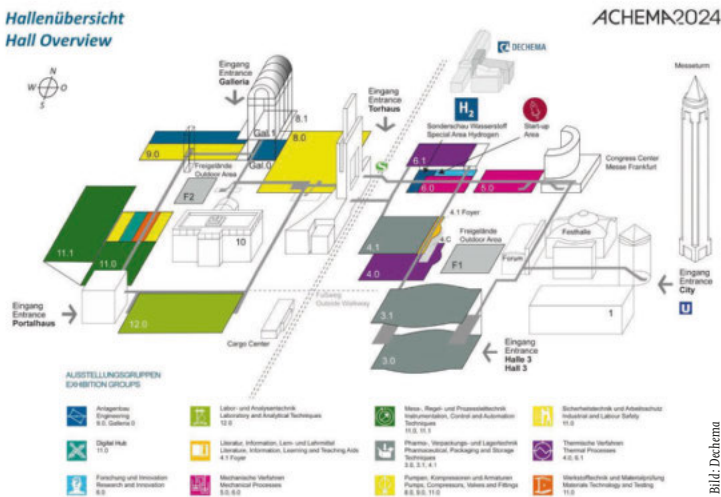 Hallenübersicht
Hall Overview
ACHEMA2024
DECHEMA
Messeturm
N
W
O
S
Eingang
Entrance
Galleria
Eingang
Entrance
Torhaus
H2
Sonderschau Wasserstoff
Special Area Hydrogen
Start-up
Area
Gal.1
8.1
8.0
Gal.0
9.0
Freigelände
Outdoor Area
F2
S
6.1
6.0
5.0
Congress Center
Messe Frankfurt
11.1
11.0
10
4.1 Foyer
4.1
4.C
4.0
Freigelände
Outdoor Area
F1
Forum
Festhalle
Eingang
Entrance
City
U
Eingang
Entrance
Portalhaus
12.0
Fußweg
Outside Walkway
Cargo Center
3.1
3.0
1
Eingang
Entrance
Halle 3
Hall 3
AUSSTELLUNGSGRUPPEN
EXHIBITION GROUPS
Anlagenbau
Engineering
9.0, Galleria 0
Labor- und Analysentechnik
Laboratory and Analytical Techniques
12.0
Mess-, Regel- und Prozessleittechnik
Instrumentation, Control and Automation
Techniques
11.0, 11.1
Sicherheitstechnik und Arbeitsschutz
Industrial and Labour Safety
11.0
Digital Hub
11.0
Literatur, Information, Lern- und Lehrmittel
Literature, Information, Learning and Teaching Aids
4.1 Foyer
Pharma-, Verpackungs- und Lagertechnik
Pharmaceutical, Packaging and Storage
Techniques
3.0, 3.1, 4.1
Thermische Verfahren
Thermal Processes
4.0, 6.1
Forschung und Innovation
Research and Innovation
6.0
Mechanische Verfahren
Mechanical Processes
5.0, 6.0
Pumpen, Kompressoren und Armaturen
Pumps, Compressors, Valves and Fittings
8.0, 9.0, 11.0
Werkstofftechnik und Materialprüfung
Materials Technology and Testing
11.0
Bild: Dechema